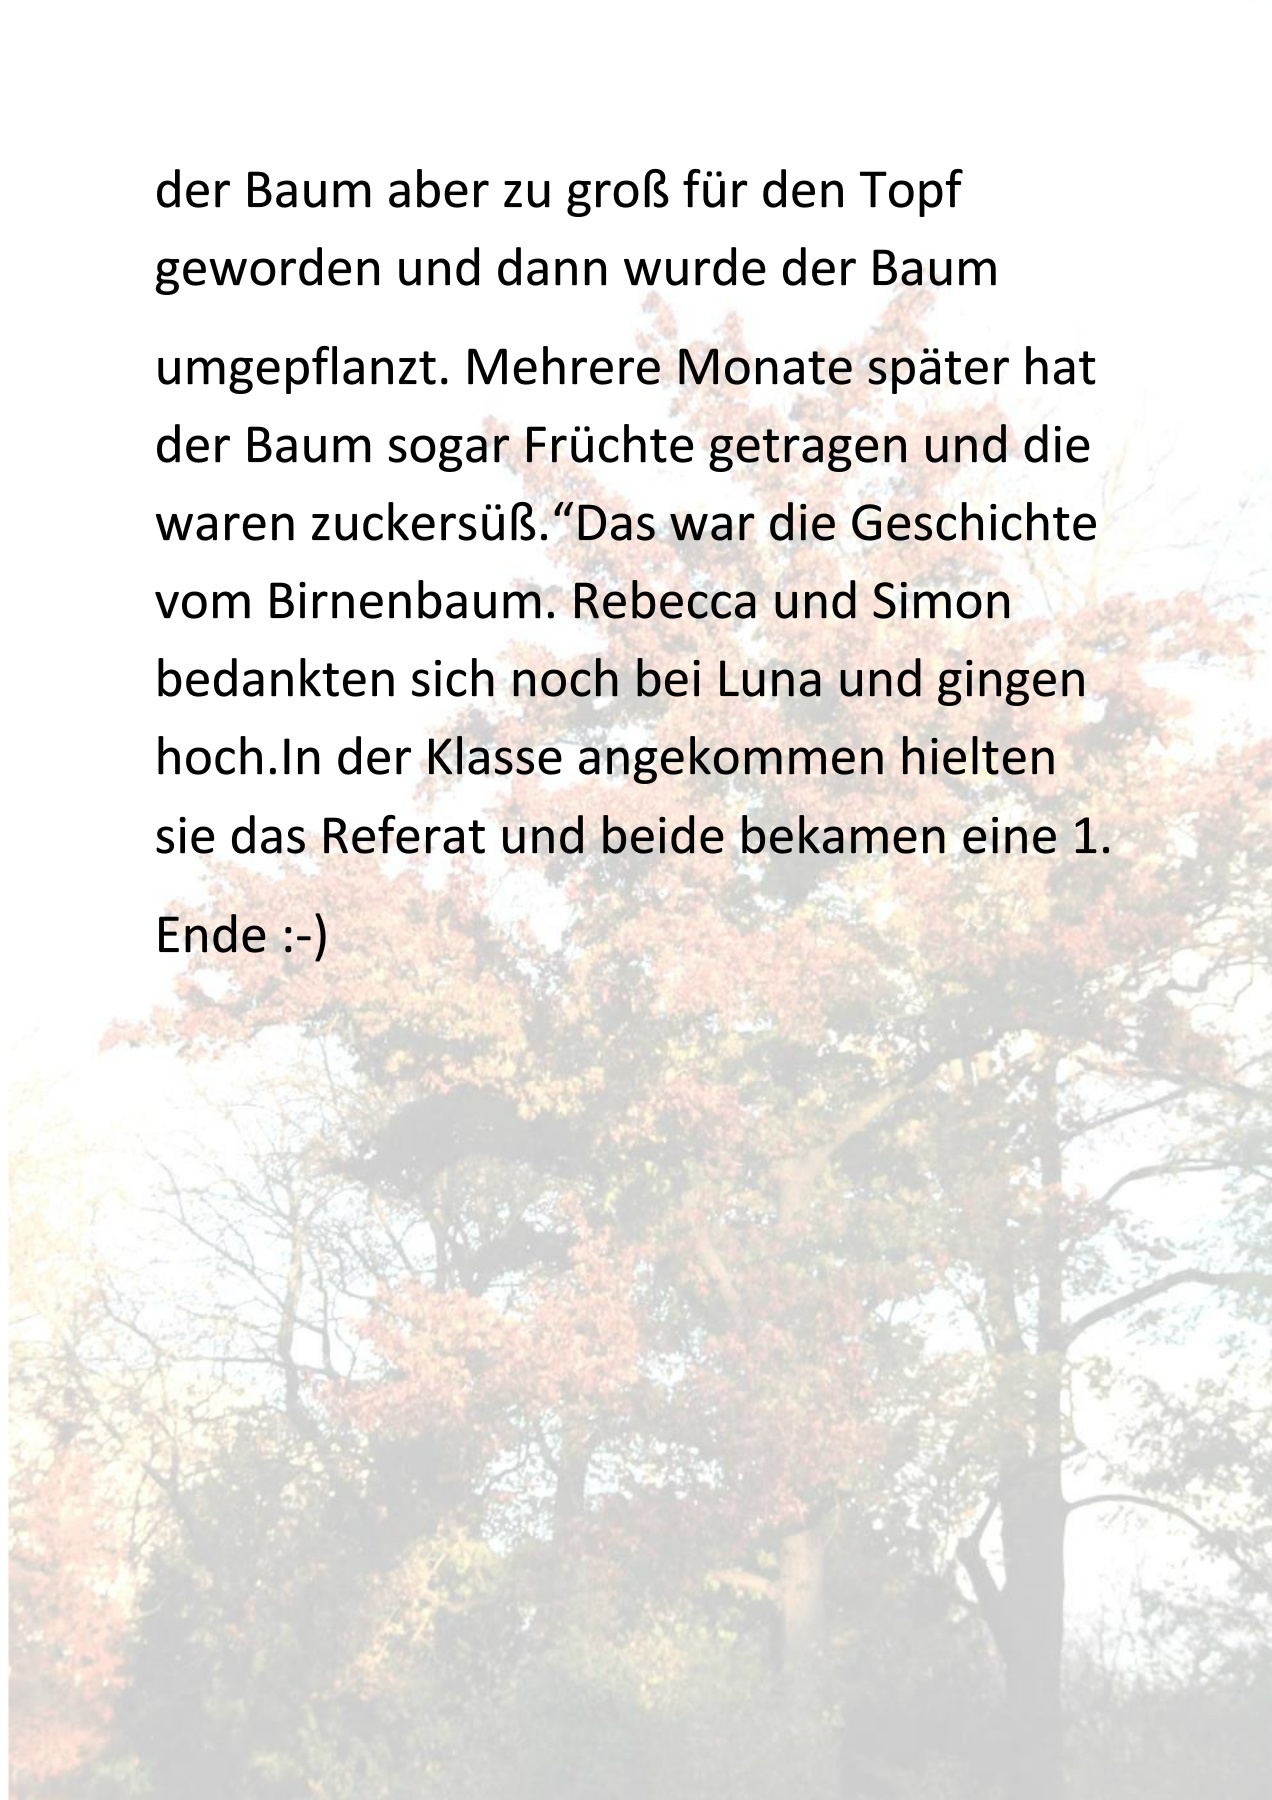 der Baum aber zu groß für den Topf
geworden und dann wurde der Baum
umgepflanzt. Mehrere Monate später hat
der Baum sogar Früchte getragen und die
waren zuckersüß.“Das war die Geschichte
vom Birnenbaum. Rebecca und Simon
bedankten sich noch bei Luna und gingen
hoch.In der Klasse angekommen hielten
sie das Referat und beide bekamen eine 1.
Ende :-)